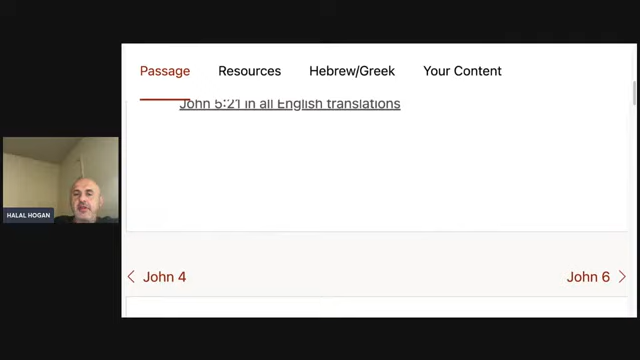 Passage Resources Hebrew/Greek Your Content
John 5:21 in all English translations
HALAL HOGAN
John 4 John 6